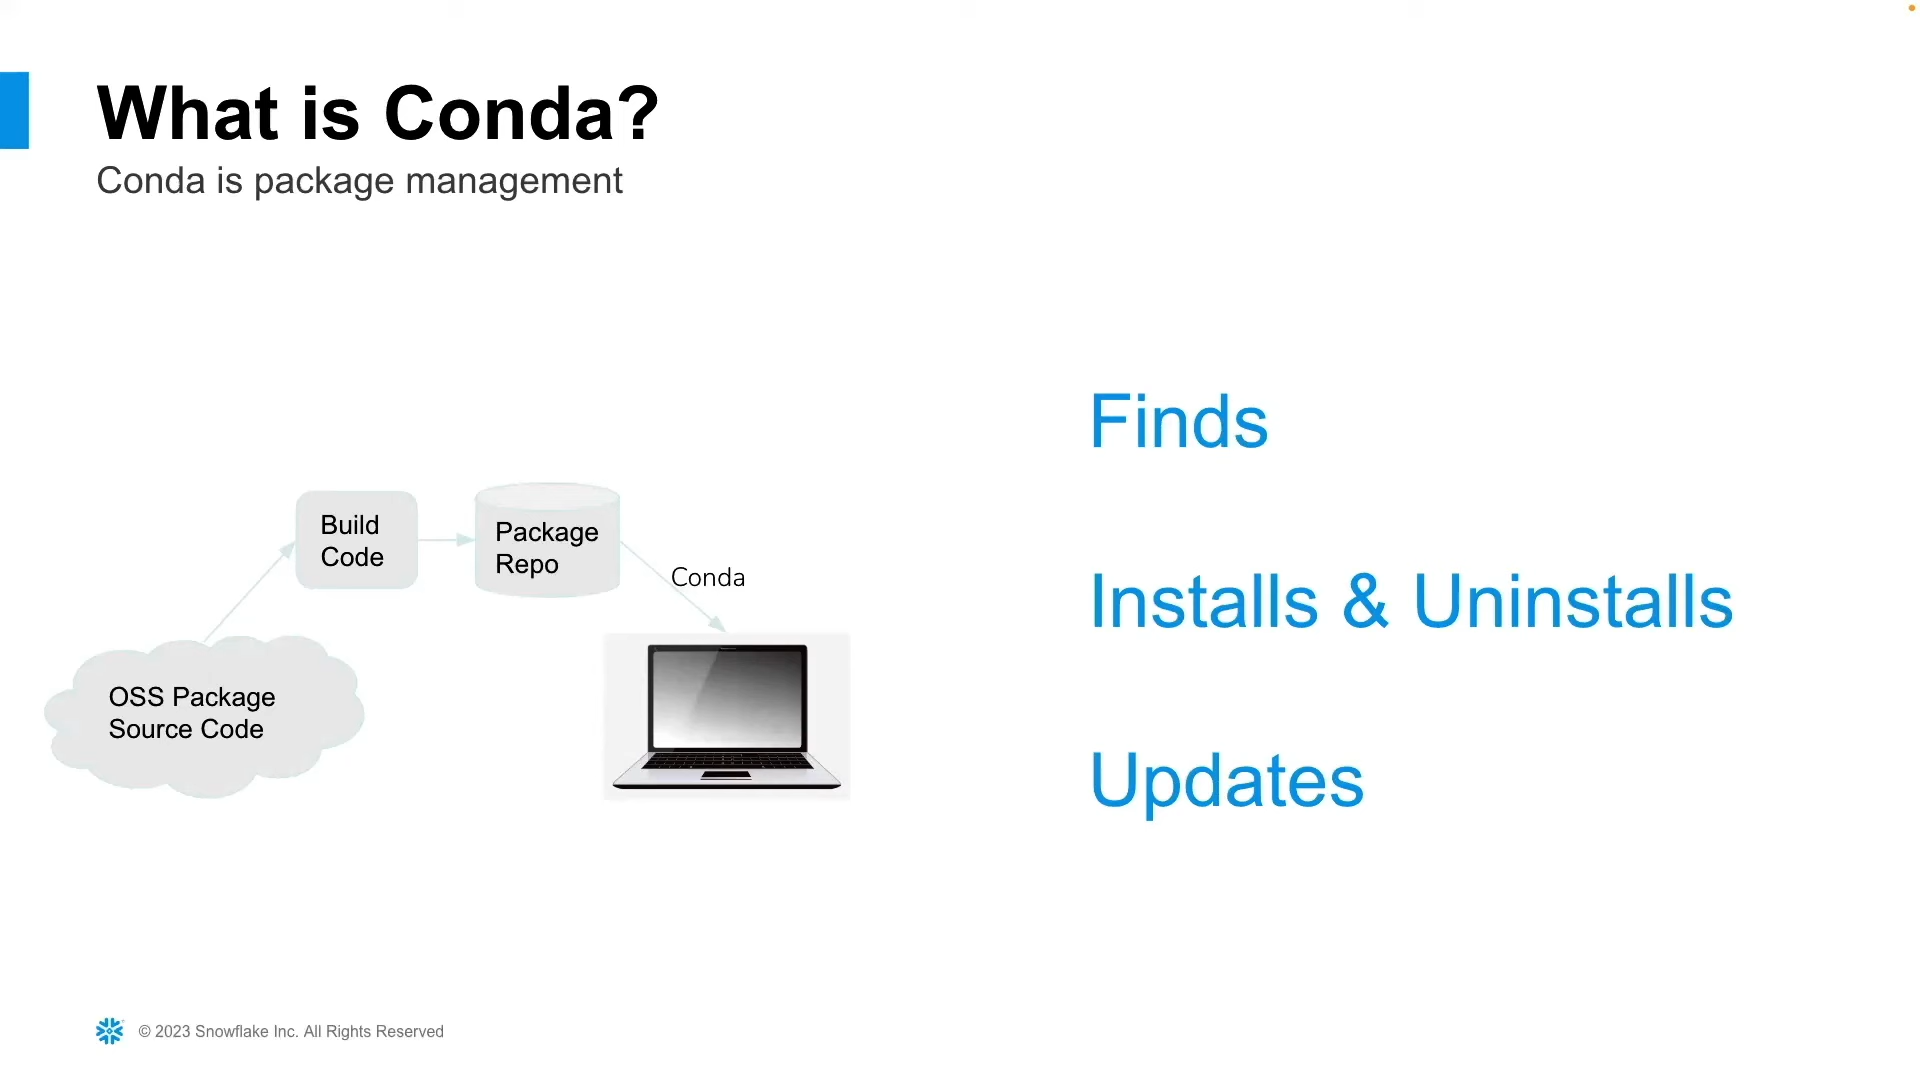 What is Conda?
Conda is package management
Build
Code
Package
Repo
Conda
OSS Package
Source Code
Finds
Installs & Uninstalls
Updates
© 2023 Snowflake Inc. All Rights Reserved